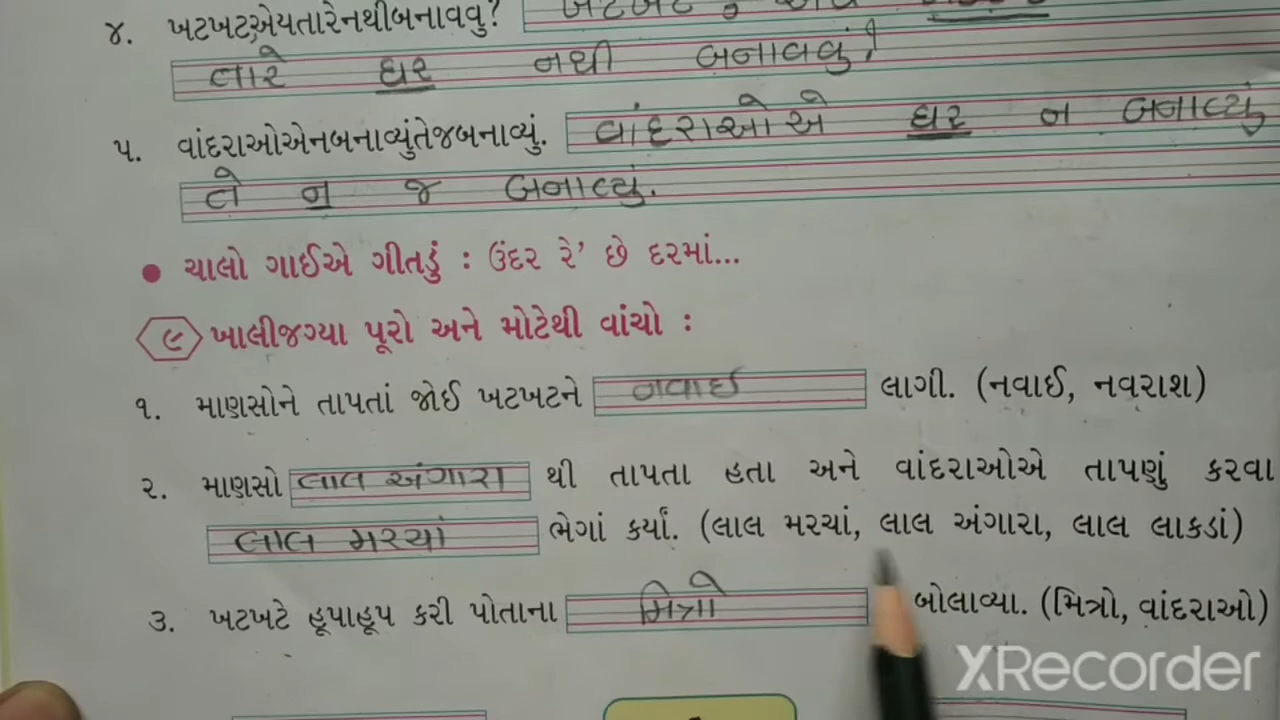 ૪. ખટખટએયતારેનથીબનાવવુ?
તારે ઘર નથી બનાવવું?
૫. વાંદરાઓએનબનાવ્યુંતેજબનાવ્યું. વાંદરાઓએ ઘર ન બનાવ્યું
તે ન જ બનાવ્યું.
● ચાલો ગાઈએ ગીતડું : ઉંદર રે' છે દરમાં...
૯ ખાલીજગ્યા પૂરો અને મોટેથી વાંચો :
૧. માણસોને તાપતાં જોઈ ખટખટને નવાઈ લાગી. (નવાઈ, નવરાશ)
૨. માણસો લાલ અંગારા થી તાપતા હતા અને વાંદરાઓએ તાપણું કરવા
લાલ મરચાં ભેગાં કર્યાં. (લાલ મરચાં, લાલ અંગારા, લાલ લાકડાં)
૩. ખટખટે હૂપાહૂપ કરી પોતાના મિત્રો બોલાવ્યા. (મિત્રો, વાંદરાઓ)
XRecorder